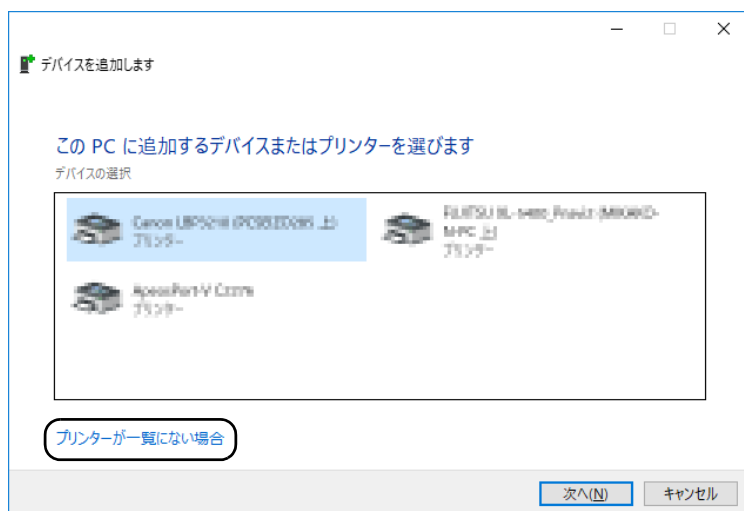 デバイスを追加します
この PC に追加するデバイスまたはプリンターを選びます
デバイスの選択
プリンター
プリンター
プリンター
プリンターが一覧にない場合
次へ(N)
キャンセル